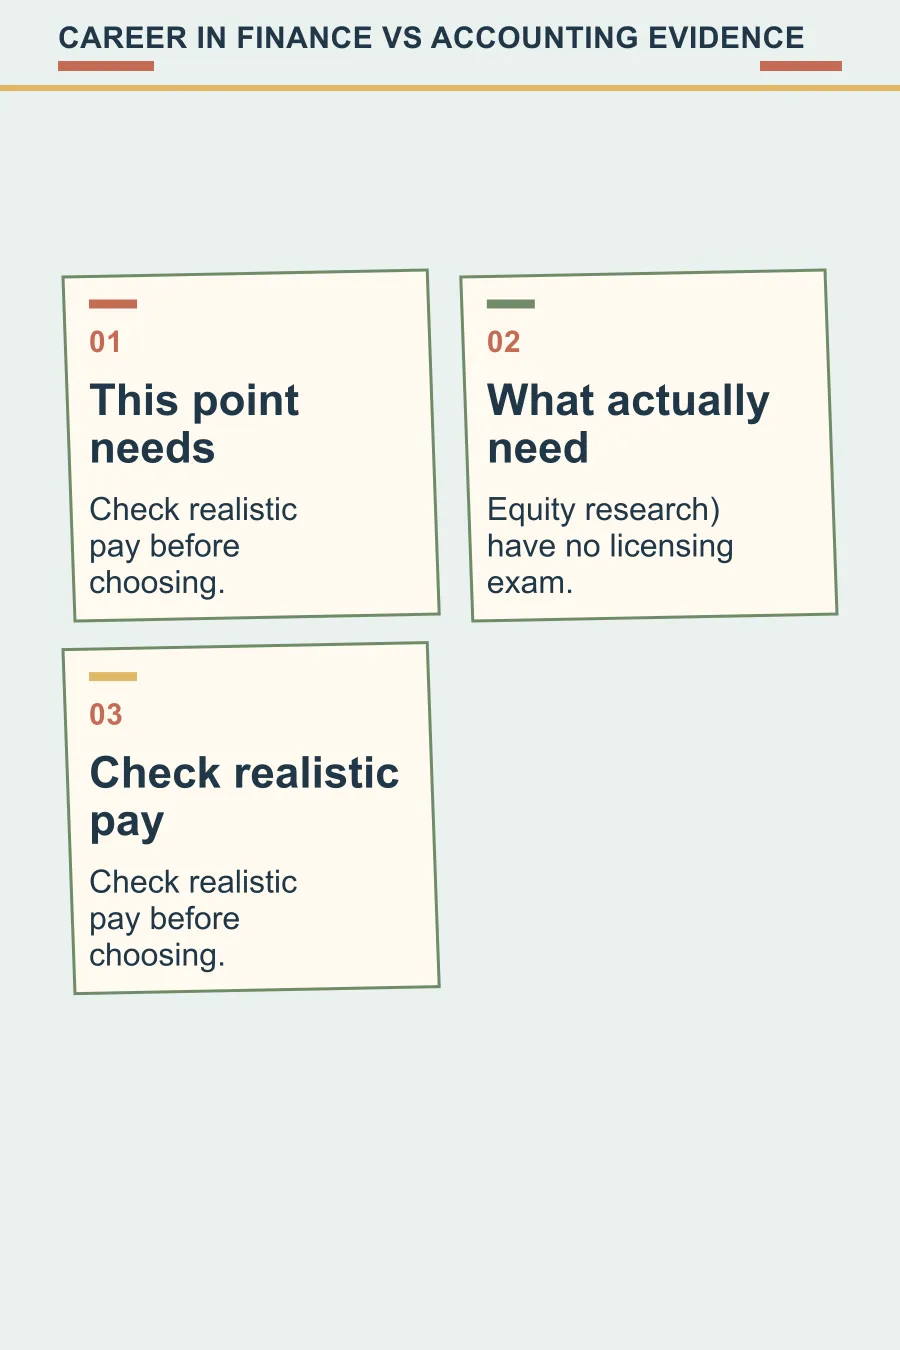 CAREER IN FINANCE VS ACCOUNTING EVIDENCE
01
This point
needs
Check realistic
pay before
choosing.
02
What actually
need
Equity research)
have no licensing
exam.
03
Check realistic
pay
Check realistic
pay before
choosing.